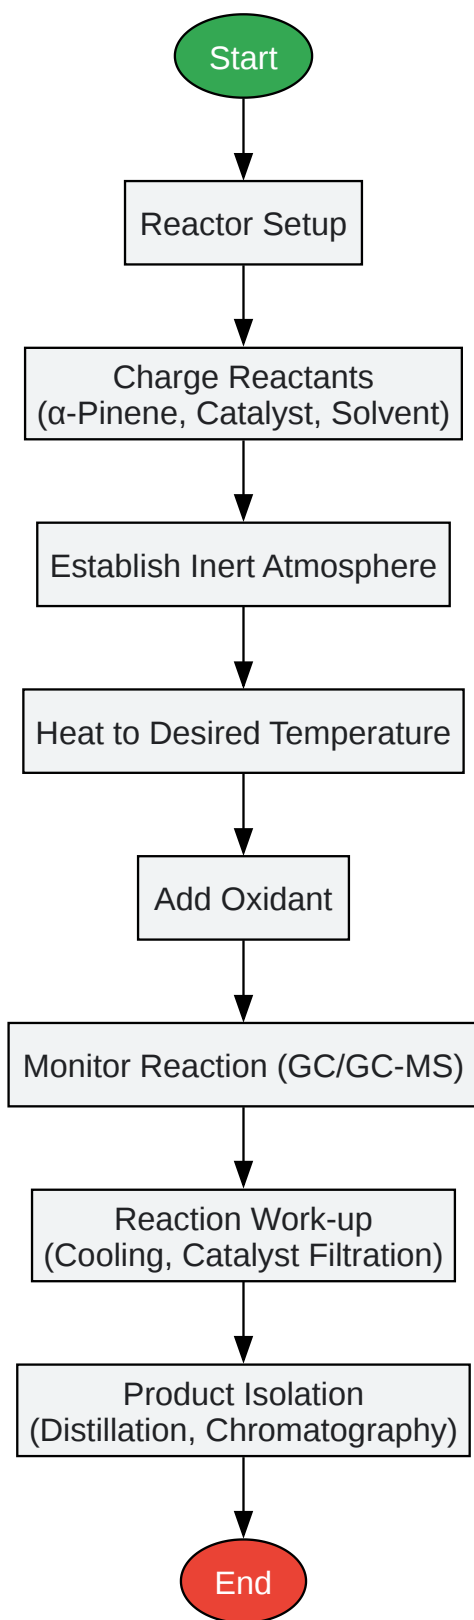 Start
Reactor Setup
Charge Reactants
(α-Pinene, Catalyst, Solvent)
Establish Inert Atmosphere
Heat to Desired Temperature
Add Oxidant
Monitor Reaction (GC/GC-MS)
Reaction Work-up
(Cooling, Catalyst Filtration)
Product Isolation
(Distillation, Chromatography)
End